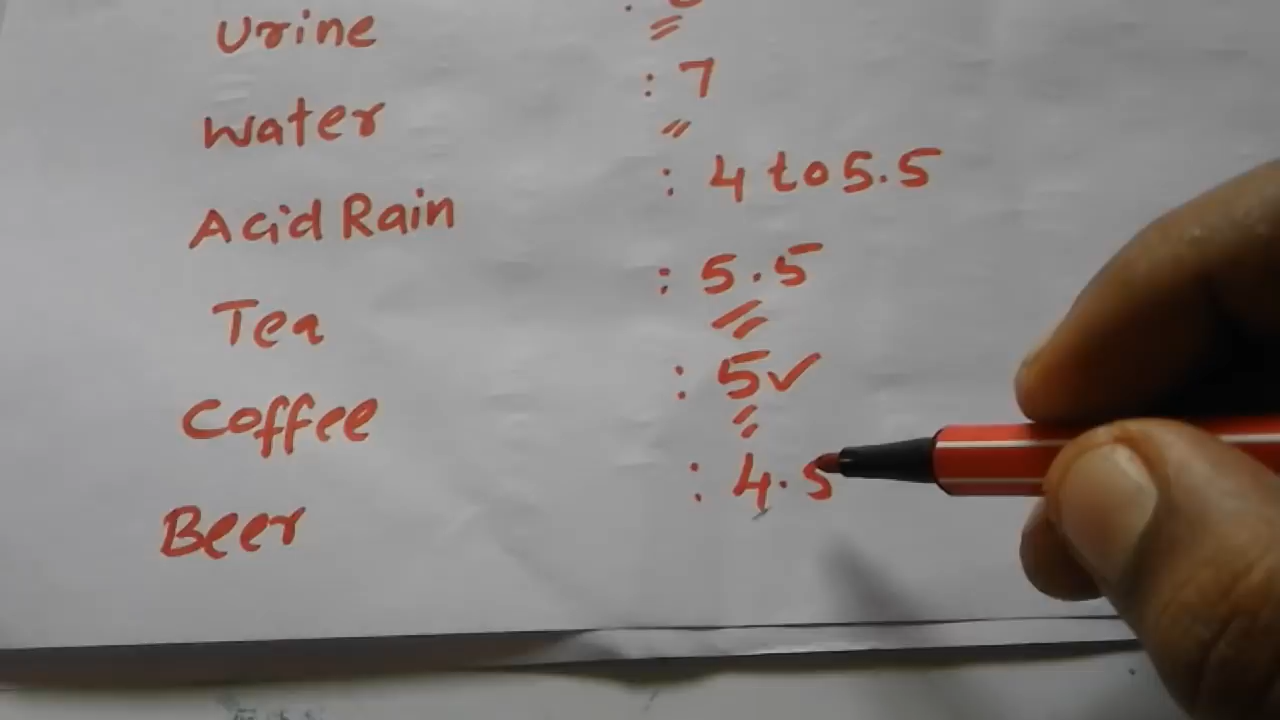 Urine
Water : 7
Acid Rain : 4 to 5.5
Tea : 5.5
Coffee : 5✓
Beer : 4.5